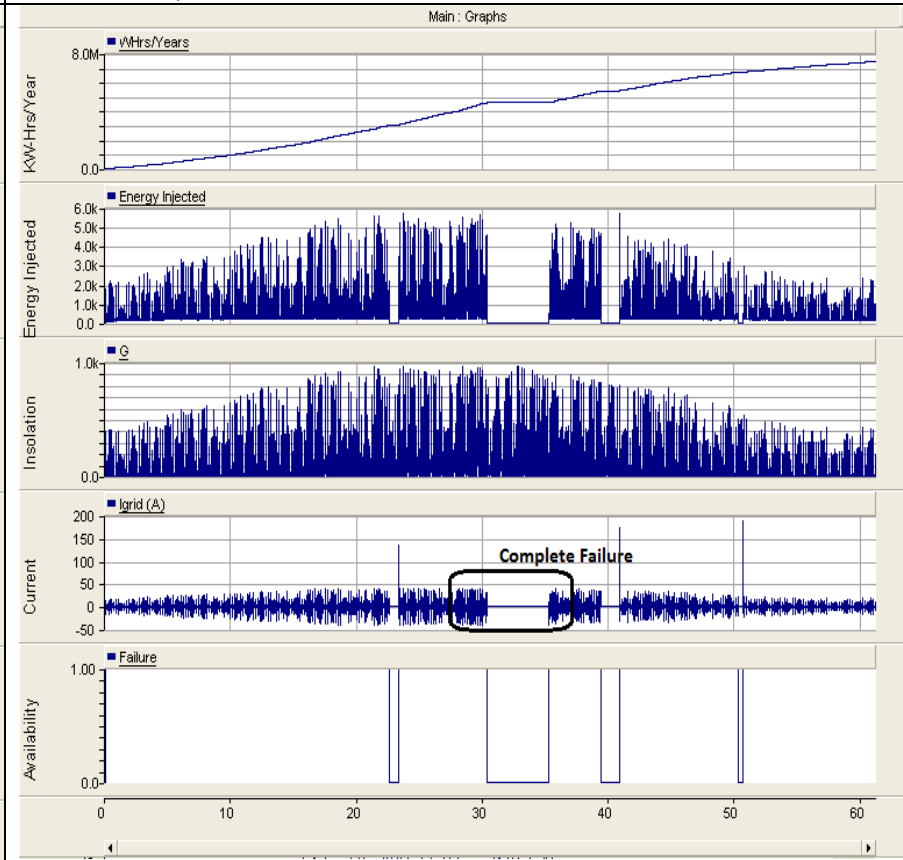 Main : Graphs
WHrs/Years
KW-Hrs/Year
8.0M
0.0
Energy Injected
Energy Injected
6.0k
5.0k
4.0k
3.0k
2.0k
1.0k
0.0
G
Insolation
1.0k
0.0
Igrid (A)
Current
200
150
100
50
0
-50
Complete Failure
Failure
Availability
1.00
0.0
0 10 20 30 40 50 60